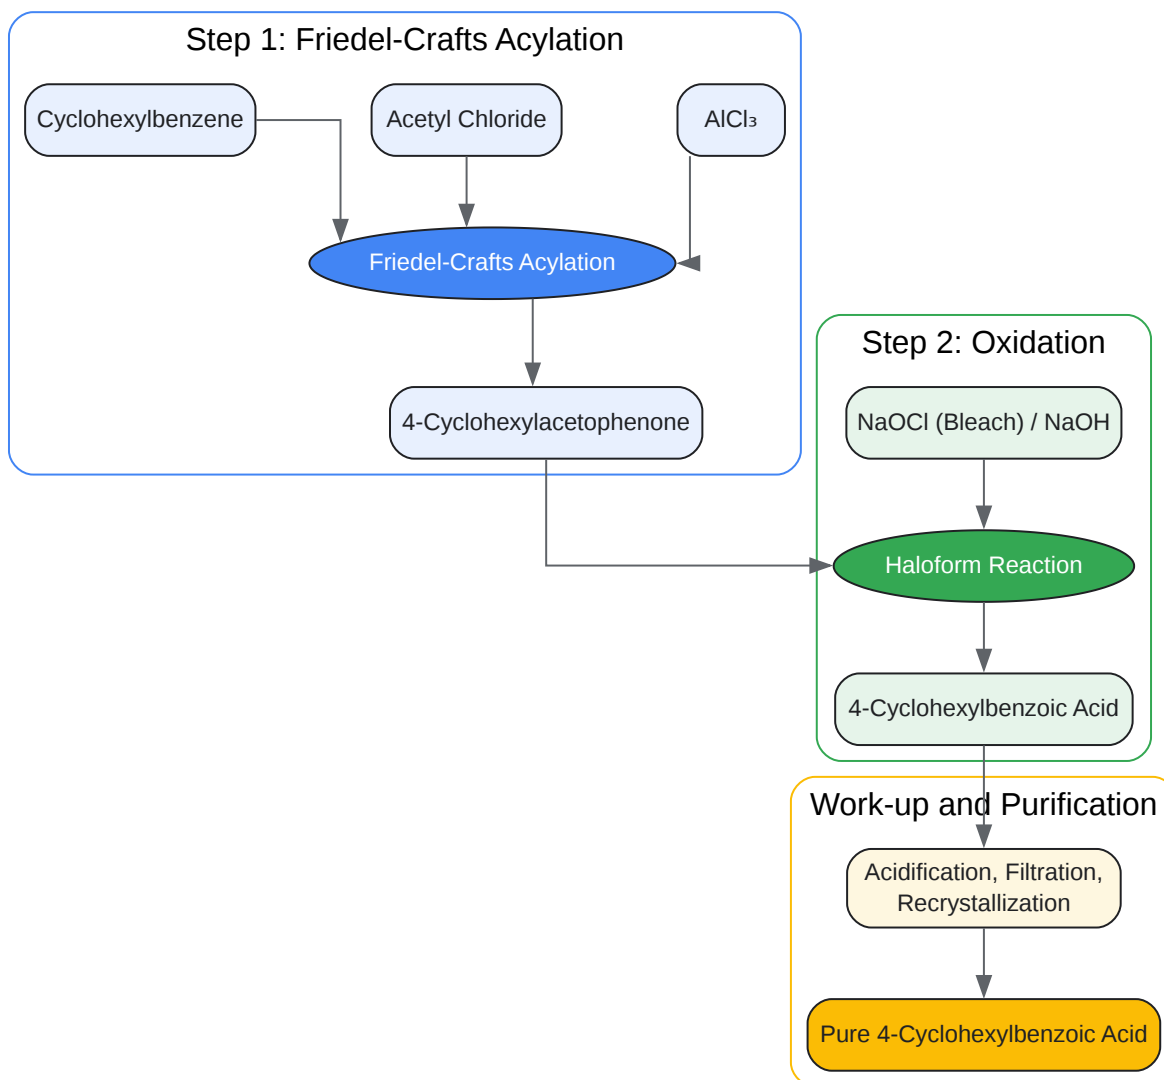 Step 1: Friedel-Crafts Acylation
Cyclohexylbenzene
Acetyl Chloride
AlCl₃
Friedel-Crafts Acylation
4-Cyclohexylacetophenone
Step 2: Oxidation
NaOCl (Bleach) / NaOH
Haloform Reaction
4-Cyclohexylbenzoic Acid
Work-up and Purification
Acidification, Filtration,
Recrystallization
Pure 4-Cyclohexylbenzoic Acid